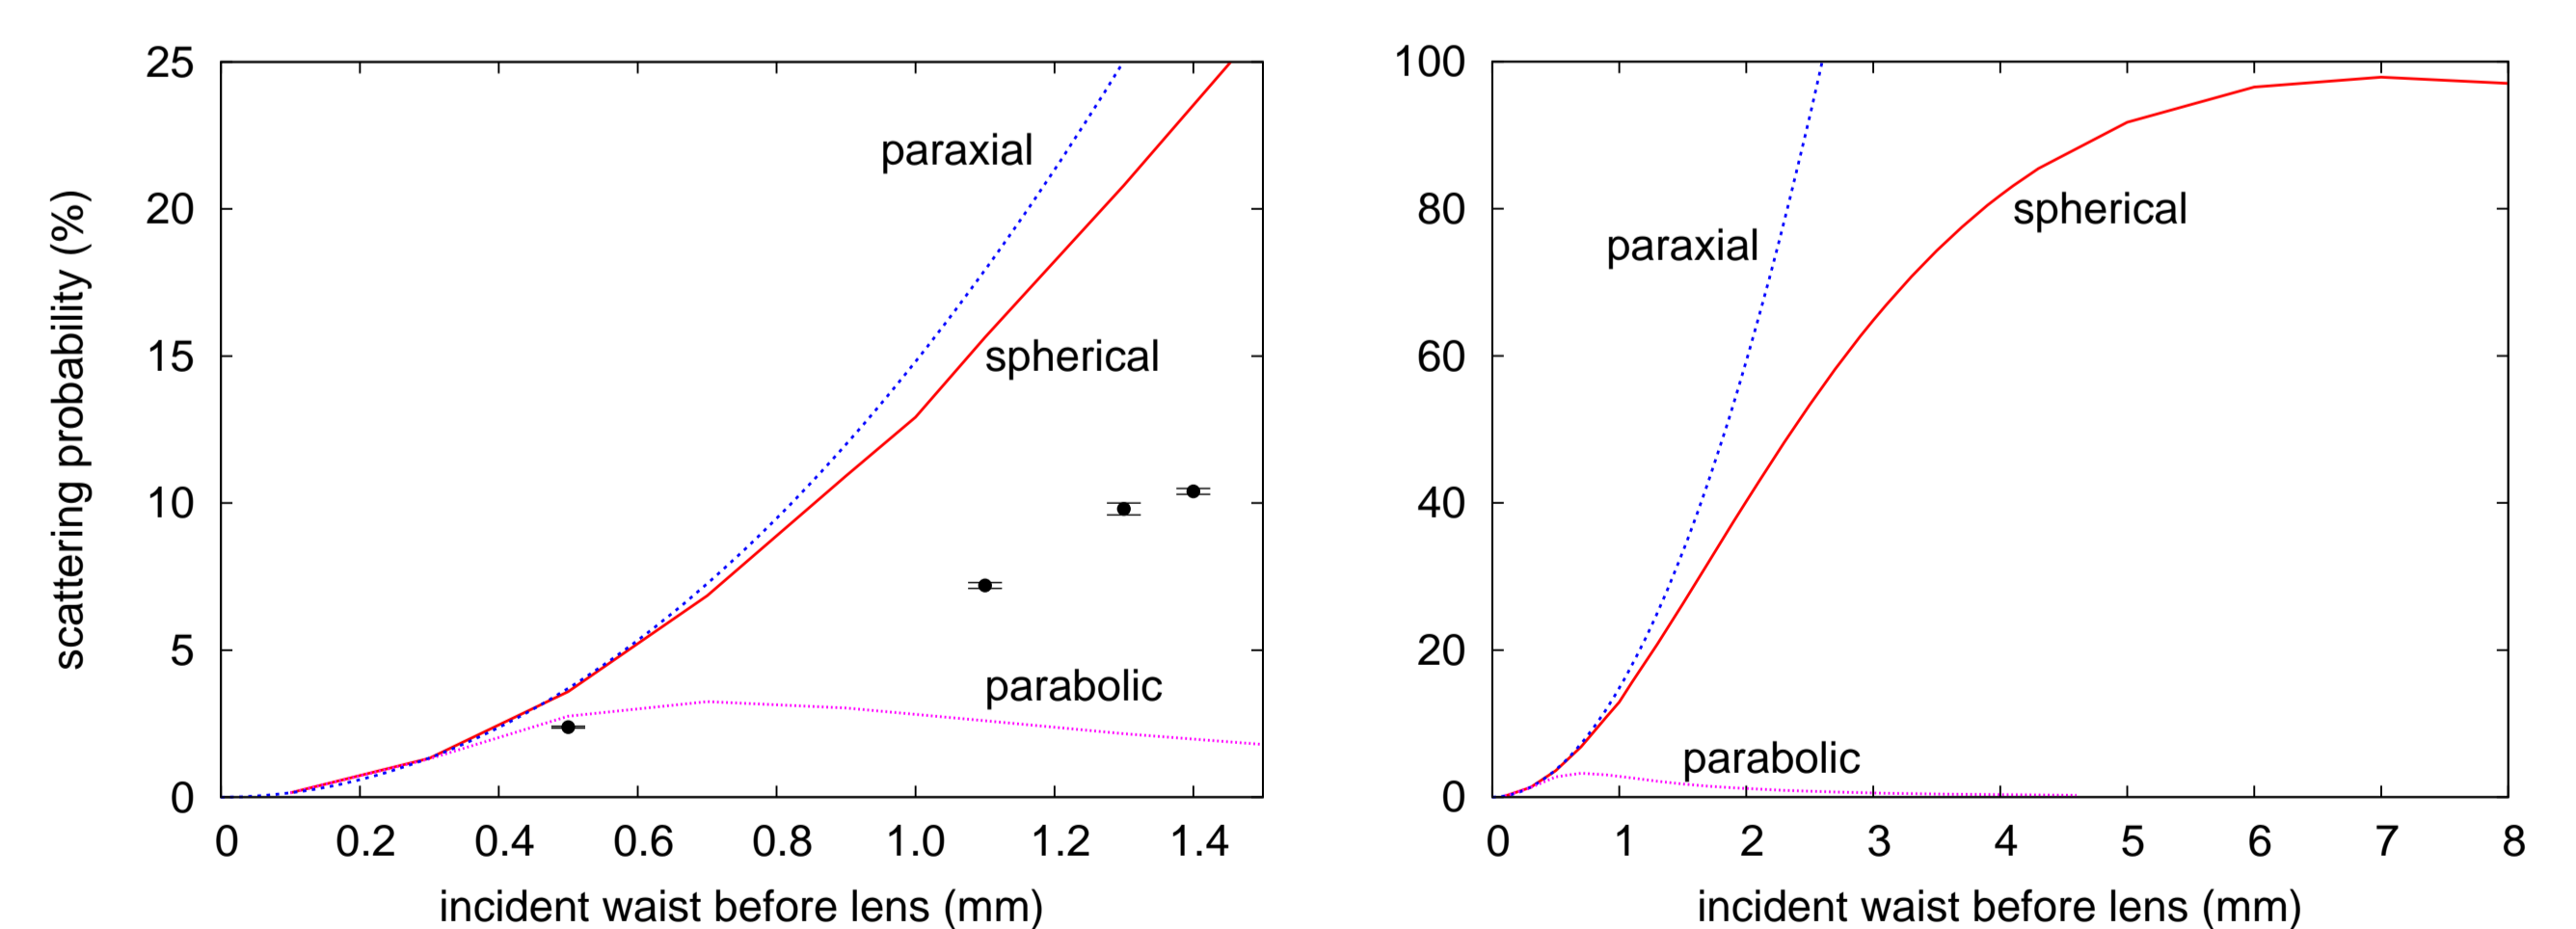 25
20
15
10
5
0
scattering probability (%)
paraxial
spherical
parabolic
0 0.2 0.4 0.6 0.8 1.0 1.2 1.4
incident waist before lens (mm)
100
80
60
40
20
0
paraxial
spherical
parabolic
0 1 2 3 4 5 6 7 8
incident waist before lens (mm)